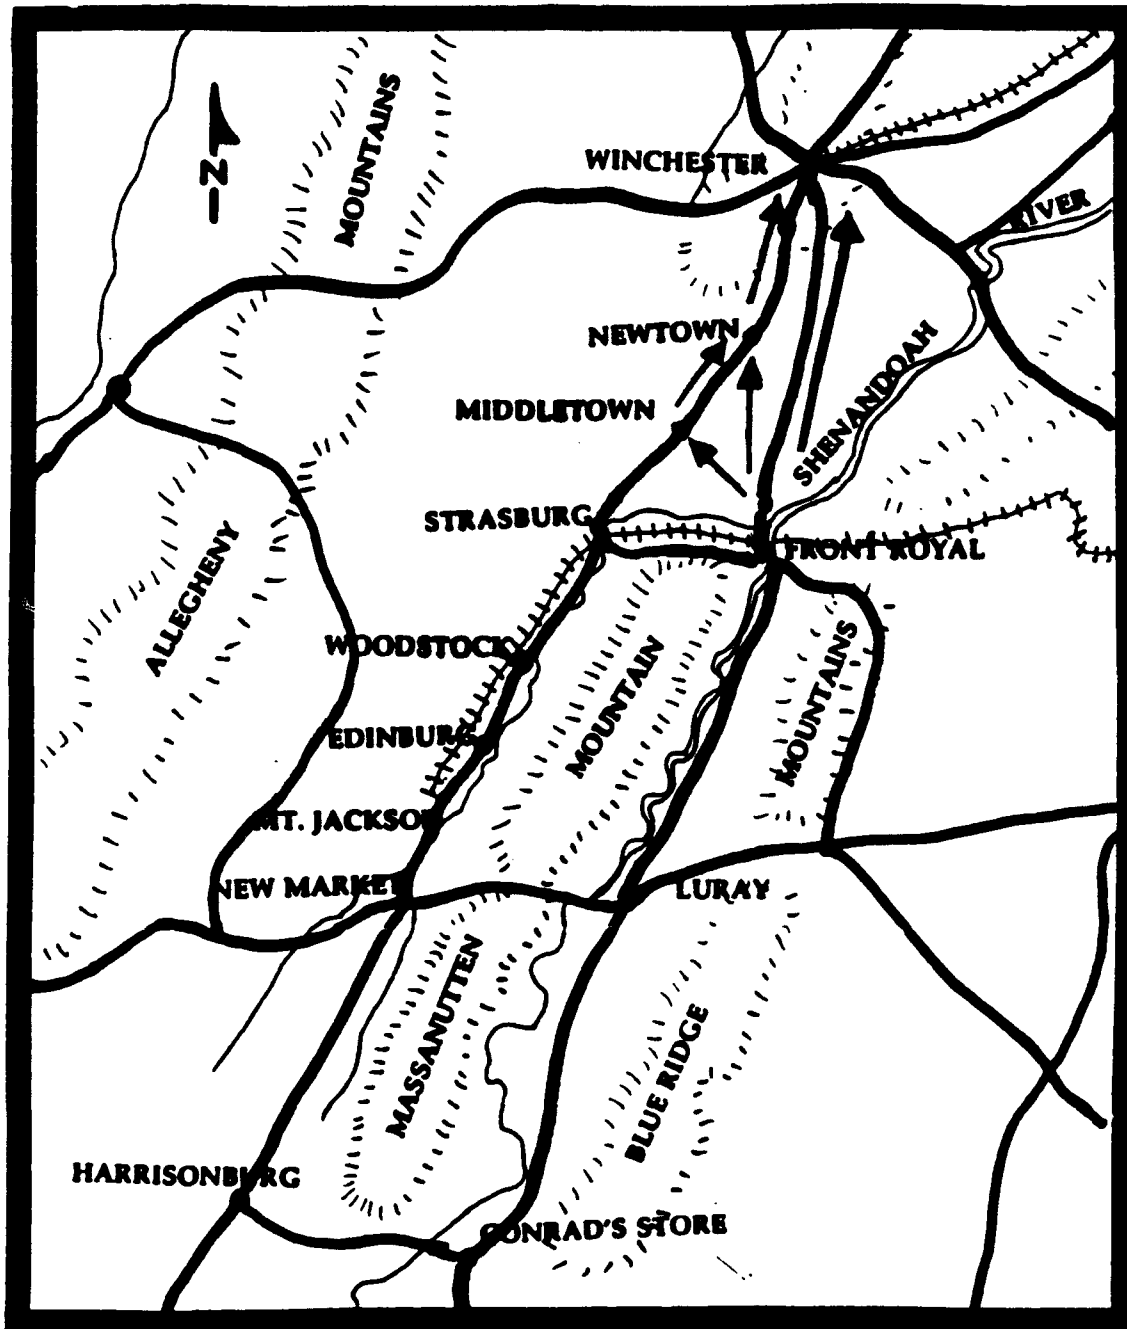 MOUNTAINS
N
WINCHESTER
RIVER
NEWTOWN
SHENANDOAH
MIDDLETOWN
STRASBURG
FRONT ROYAL
ALLEGHENY
WOODSTOCK
MOUNTAIN
MOUNTAINS
EDINBURG
MT. JACKSON
NEW MARKET
LURAY
MASSANUTTEN
BLUE RIDGE
HARRISONBURG
CONRAD'S STORE